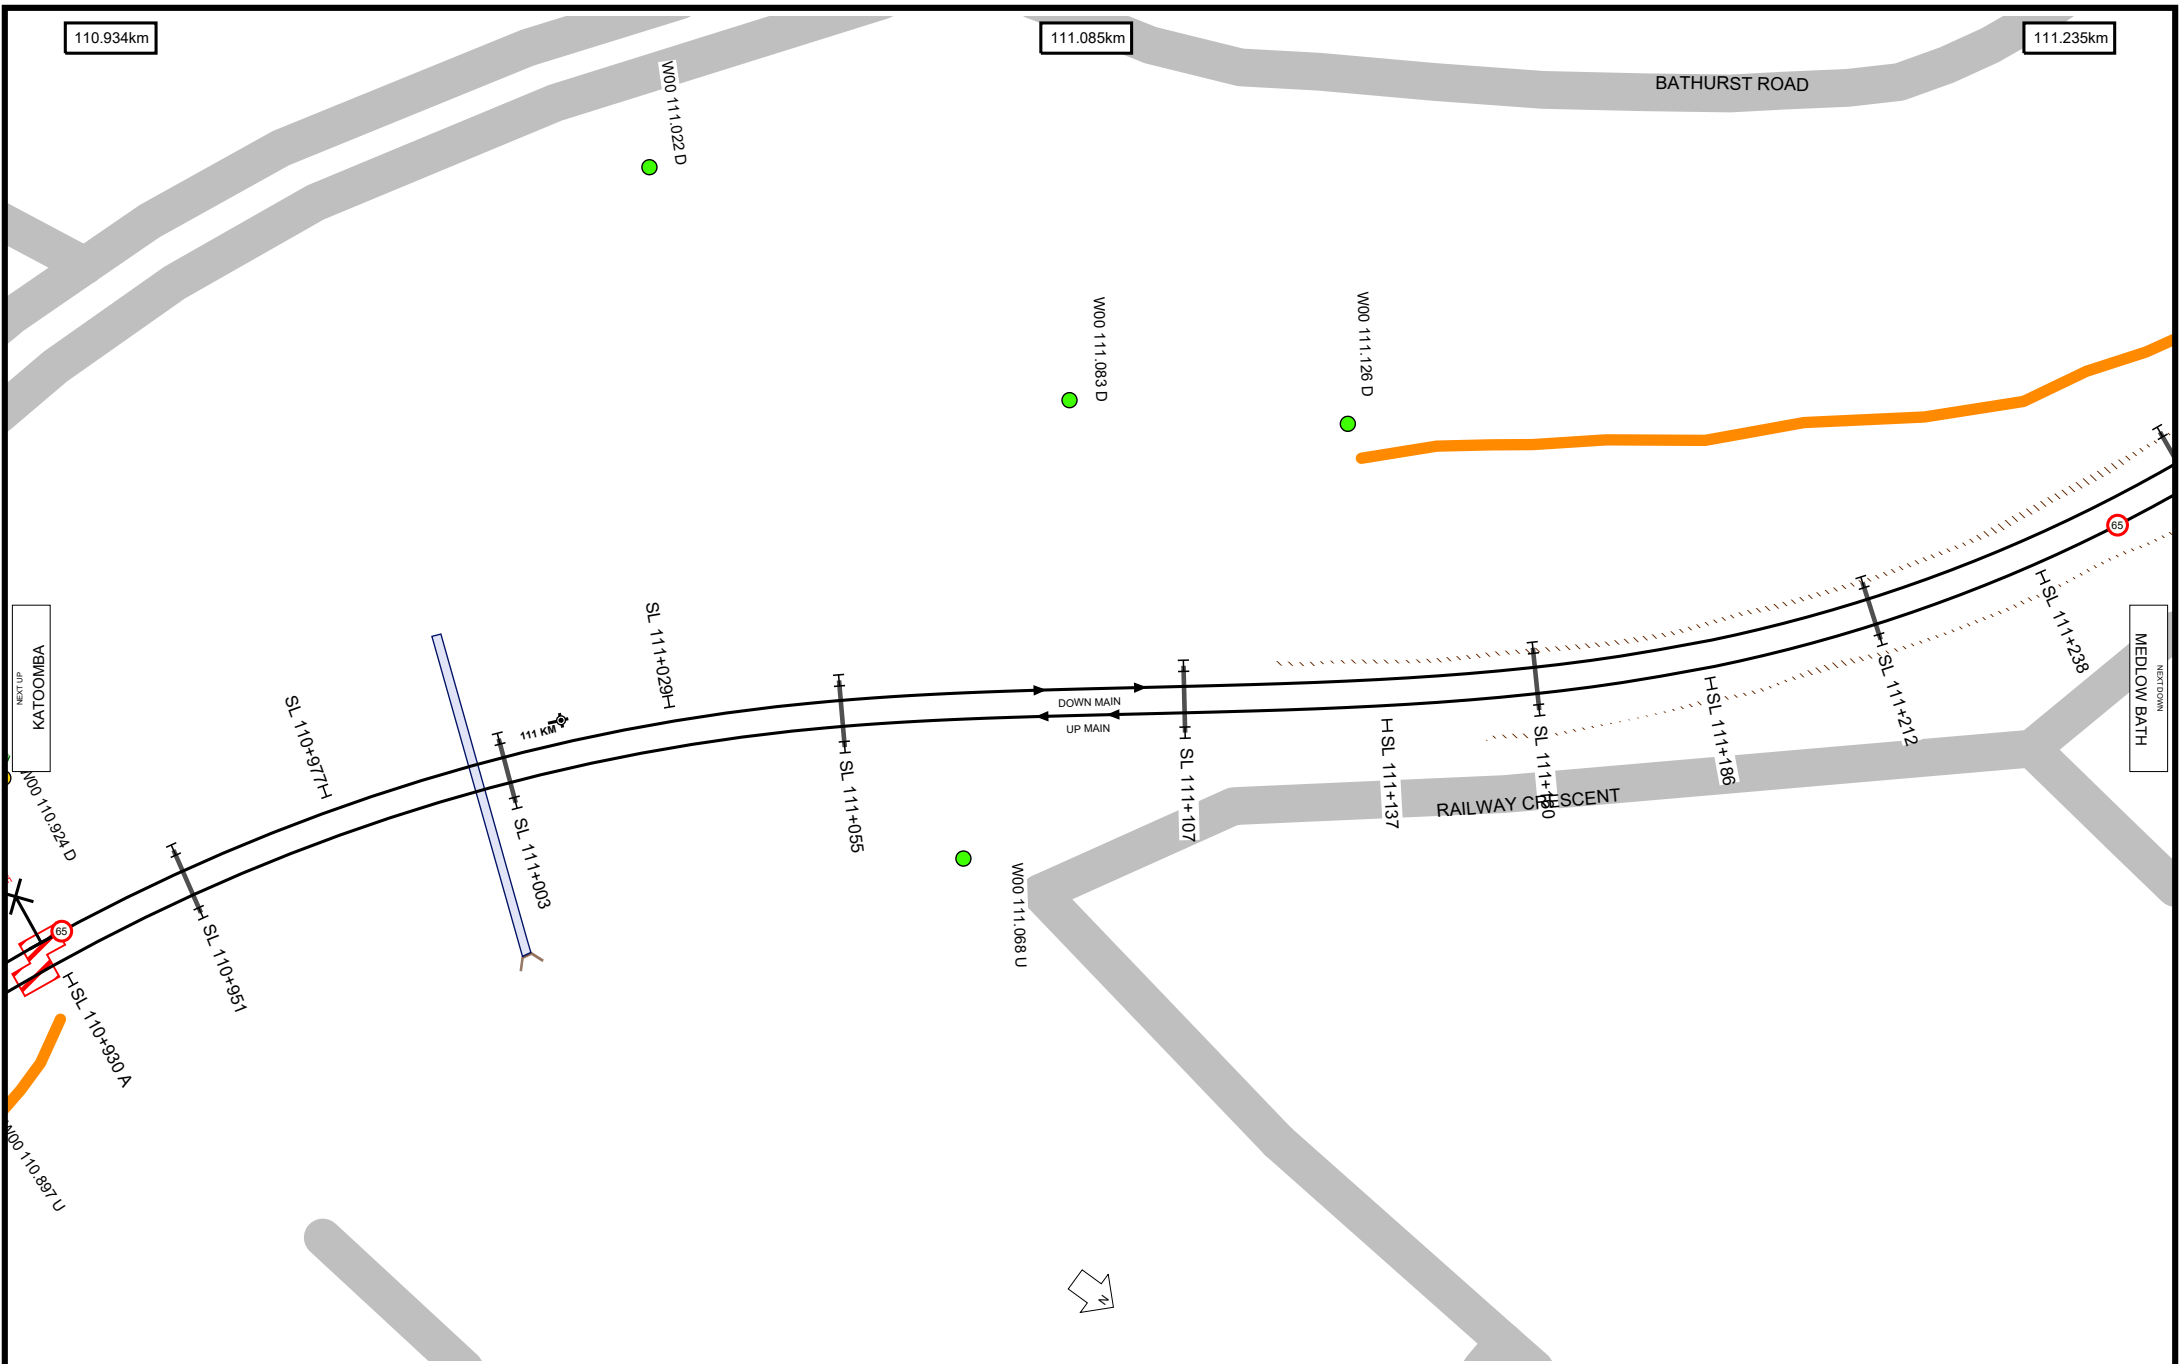 110.934km
111.085km
111.235km
BATHURST ROAD
W00 111.022 D
W00 111.083 D
W00 111.126 D
65
SL 111+029
SL 110+977
111 KM
DOWN MAIN
UP MAIN
NEXT UP
KATOOMBA
NEXT DOWN
MEDLOW BATH
W00 110.924 D
SL 110+951
SL 111+003
SL 111+055
SL 111+107
SL 111+137
SL 111+186
SL 111+212
SL 111+238
RAILWAY CRESCENT
W00 111.068 U
65
SL 110+930 A
W00 110.897 U
N